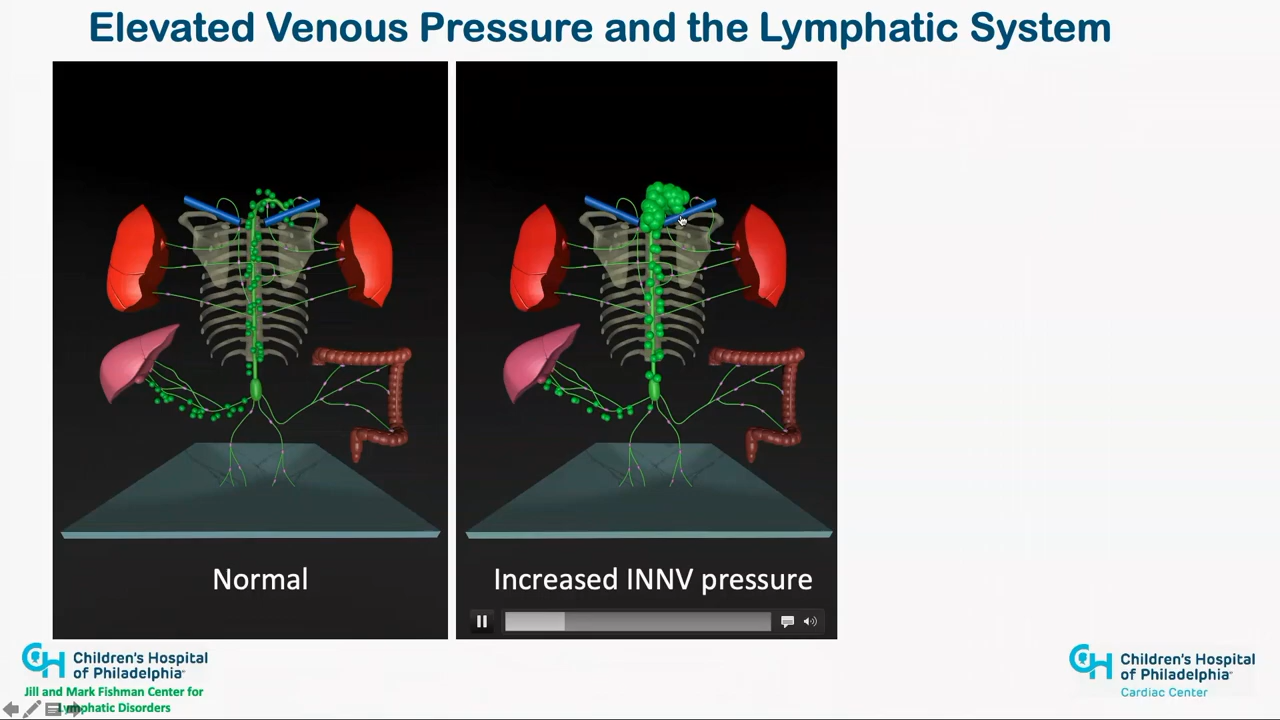 Elevated Venous Pressure and the Lymphatic System
Normal
Increased INNV pressure
Children's Hospital
of Philadelphia
Jill and Mark Fishman Center for
Lymphatic Disorders
Children's Hospital
of Philadelphia
Cardiac Center